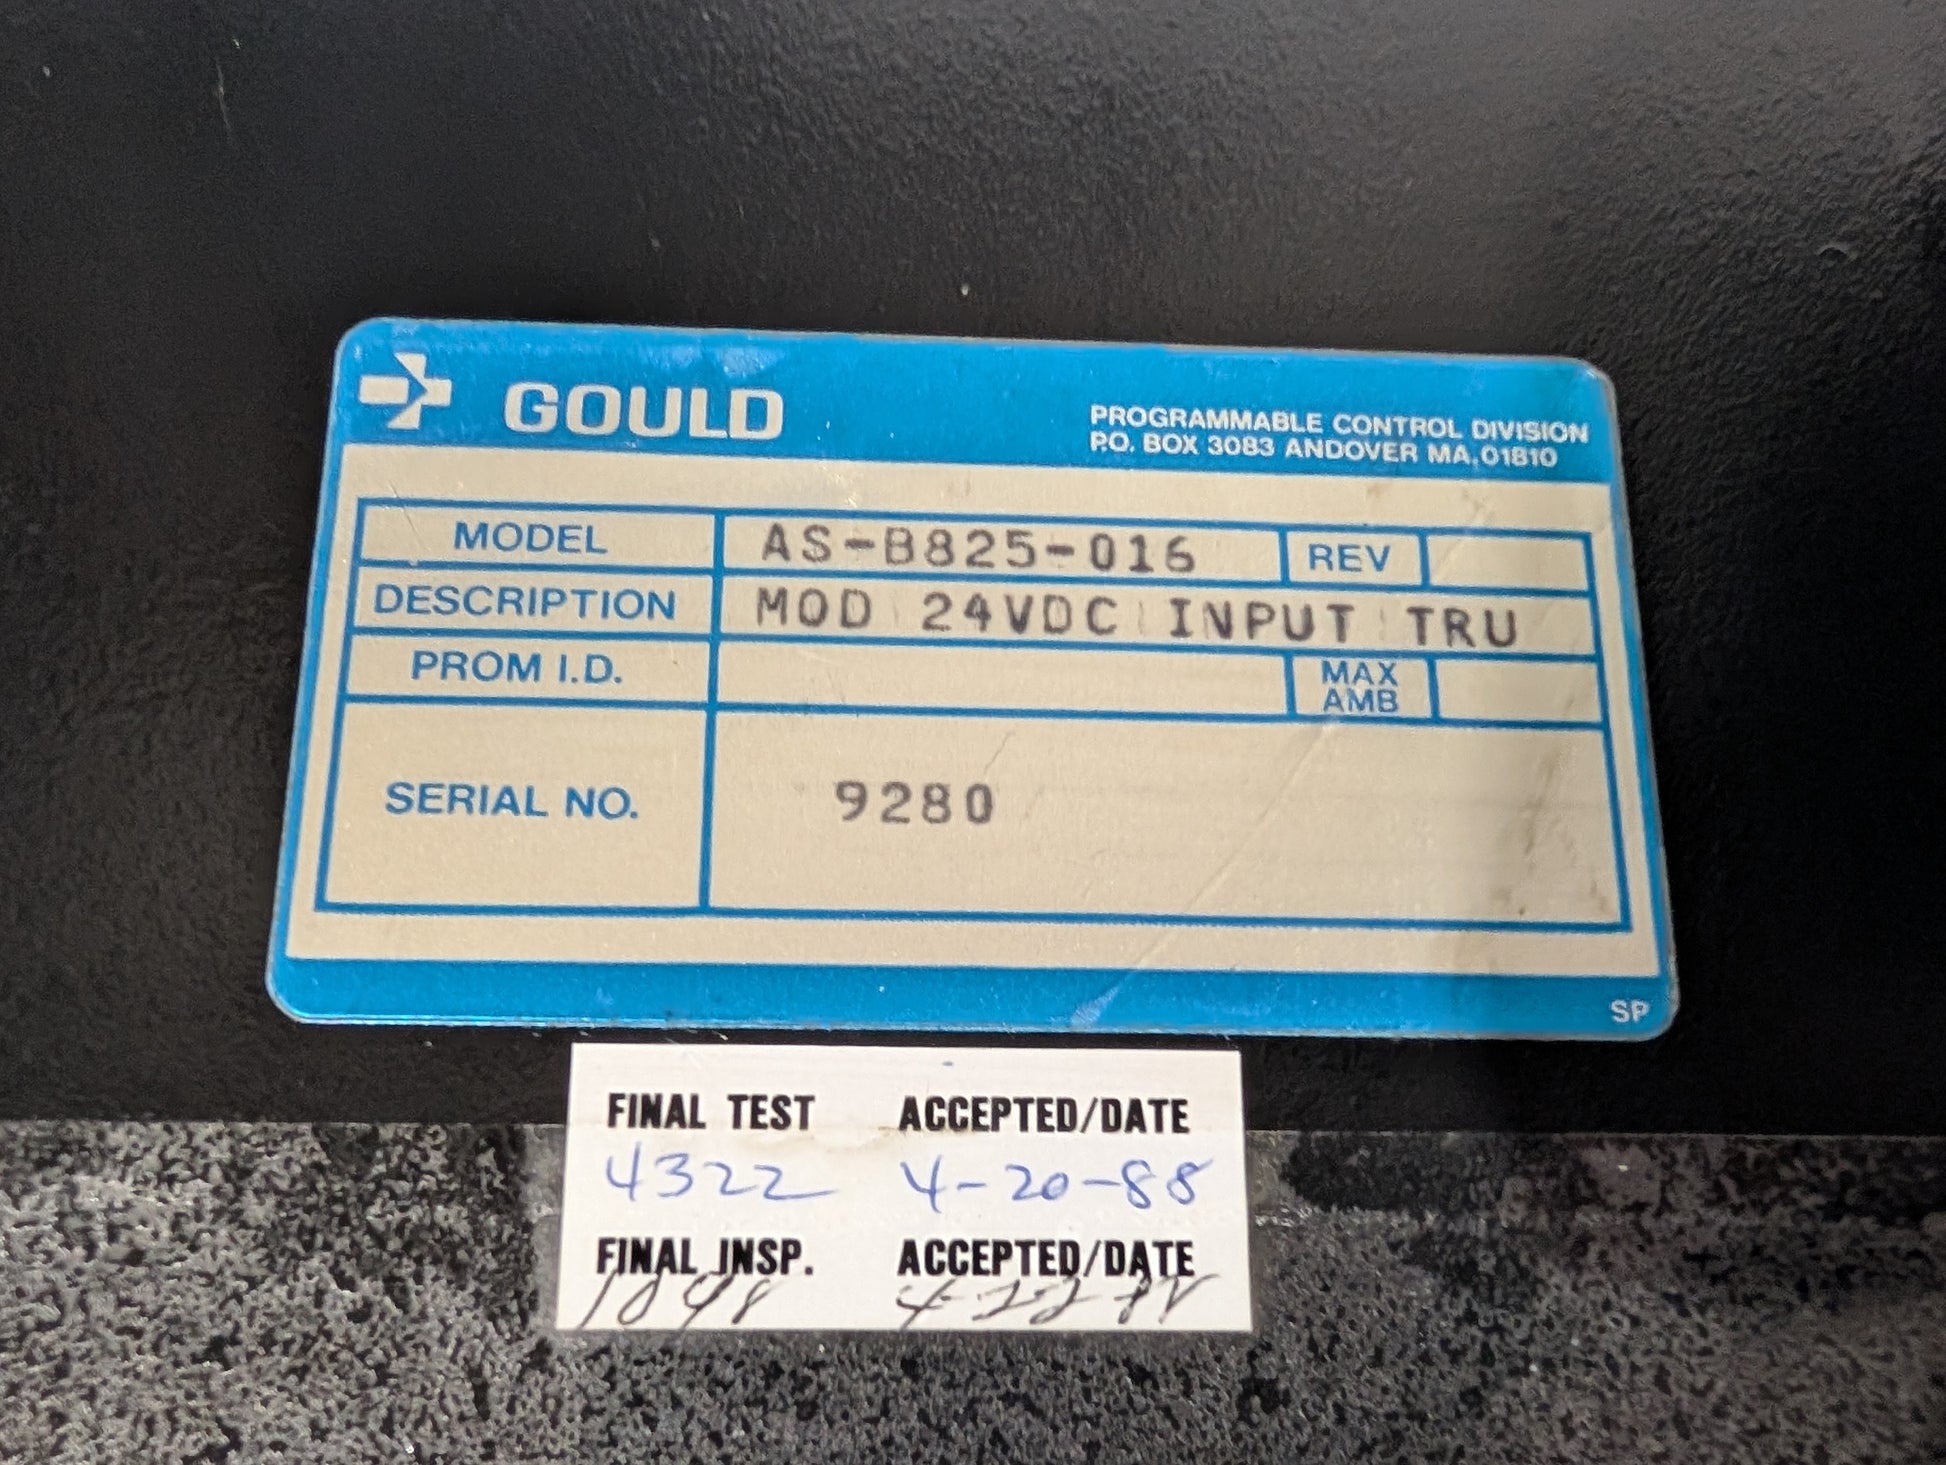 GOULD
PROGRAMMABLE CONTROL DIVISION
P.O. BOX 3083 ANDOVER MA. 01810
MODEL AS-B825-016 REV
DESCRIPTION MOD 24VDC INPUT TRU
PROM I.D. MAX AMB
SERIAL NO. 9280
SP
FINAL TEST ACCEPTED/DATE
4322 4-20-88
FINAL INSP. ACCEPTED/DATE